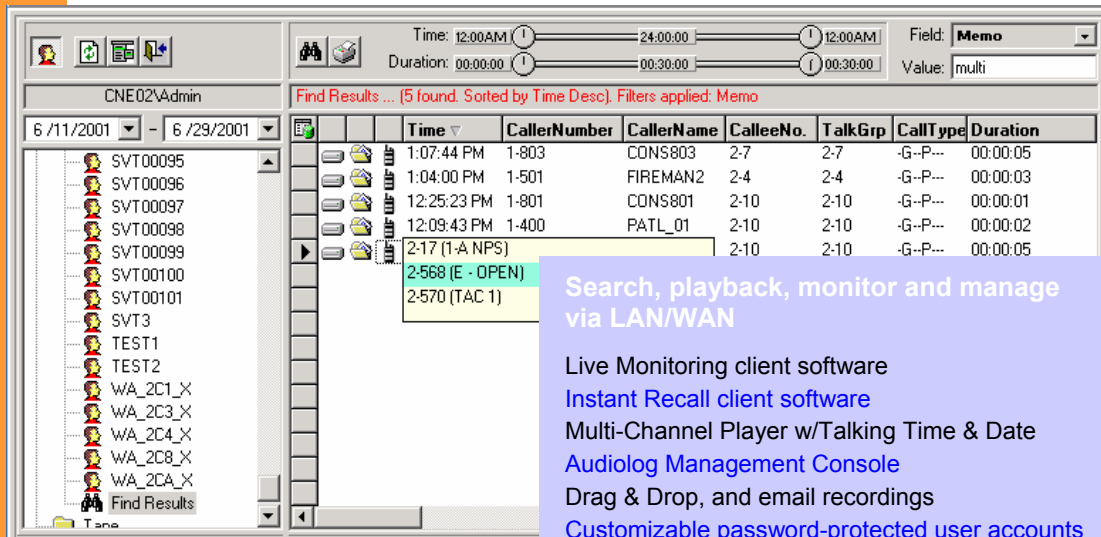 Time: 12:00AM 24:00:00 12:00AM Field: Memo
Duration: 00:00:00 00:30:00 00:30:00 Value: multi
CNE02\Admin
Find Results ... (5 found. Sorted by Time Desc). Filters applied: Memo
6 /11/2001 - 6 /29/2001
Time CallerNumber CallerName CalleeNo. TalkGrp CallType Duration
1:07:44 PM 1-803 CONS803 2-7 2-7 -G--P--- 00:00:05
1:04:00 PM 1-501 FIREMAN2 2-4 2-4 -G--P--- 00:00:03
12:25:23 PM 1-801 CONS801 2-10 2-10 -G--P--- 00:00:01
12:09:43 PM 1-400 PATL_01 2-10 2-10 -G--P--- 00:00:02
2-17 (1-A NPS) 2-10 2-10 -G--P--- 00:00:05
2-568 (E - OPEN)
2-570 (TAC 1)
SVT00095
SVT00096
SVT00097
SVT00098
SVT00099
SVT00100
SVT00101
SVT3
TEST1
TEST2
WA_2C1_X
WA_2C3_X
WA_2C4_X
WA_2C8_X
WA_2CA_X
Find Results
Tape
Search, playback, monitor and manage
via LAN/WAN
Live Monitoring client software
Instant Recall client software
Multi-Channel Player w/Talking Time & Date
Audiolog Management Console
Drag & Drop, and email recordings
Customizable password-protected user accounts